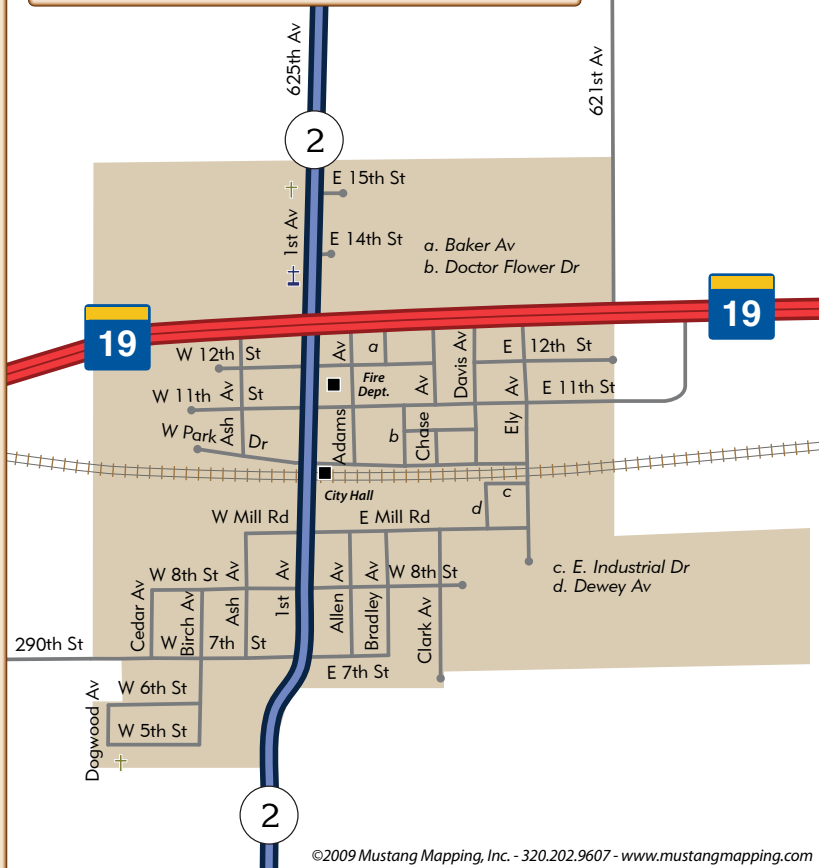 625th Av
621st Av
2
E 15th St
1st Av
E 14th St
a. Baker Av
b. Doctor Flower Dr
19
19
W 12th St
Av
a
Davis Av
E 12th St
Fire
Dept.
W 11th St
Av
Av
Av
E 11th St
W Park Dr
Ash
Adams
b
Chase
Ely
City Hall
c
d
W Mill Rd
E Mill Rd
c. E. Industrial Dr
d. Dewey Av
W 8th St
Av
Av
Av
Av
W 8th St
Cedar Av
Birch Av
Ash
1st
Allen
Bradley
Clark Av
290th St
W 7th St
E 7th St
W 6th St
Dogwood Av
W 5th St
2
©2009 Mustang Mapping, Inc. - 320.202.9607 - www.mustangmapping.com